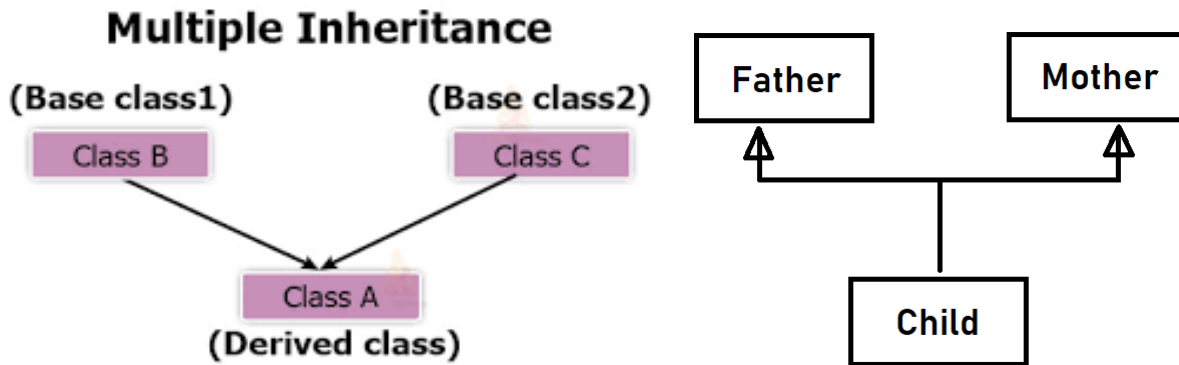 Multiple Inheritance
(Base class1)
(Base class2)
Class B
Class C
Class A
(Derived class)
Father
Mother
Child